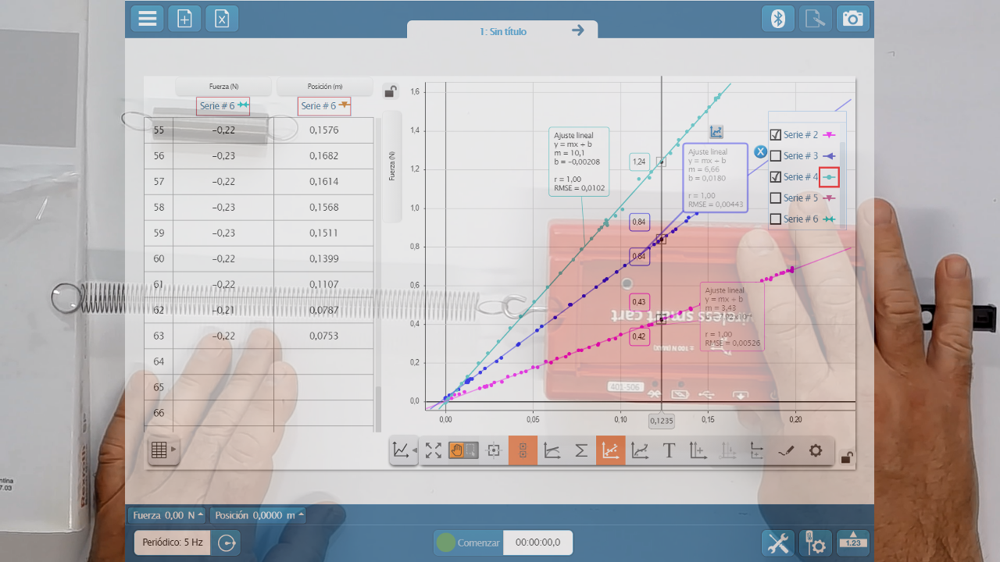 1: Sin título
Fuerza (N) Posición (m)
Serie # 6 Serie # 6
55 −0,22 0,1576
56 −0,23 0,1682
57 −0,22 0,1614
58 −0,23 0,1568
59 −0,23 0,1511
60 −0,22 0,1399
61 −0,22 0,1107
62 −0,21 0,0787
63 −0,22 0,0753
64
65
66
Fuerza (N)
1,6
1,4
1,2
1,0
0,8
0,6
0,4
0,2
0,0
0,00 0,05 0,10 0,15 0,20
0,1235
Ajuste lineal
y = mx + b
m = 10,1
b = −0,00208
r = 1,00
RMSE = 0,0102
1,24
0,84
0,84
0,43
0,42
Ajuste lineal
y = mx + b
m = 6,66
b = 0,0180
r = 1,00
RMSE = 0,00443
X
Ajuste lineal
y = mx + b
m = 3,43
r = 1,00
RMSE = 0,00526
Serie # 2
Serie # 3
Serie # 4
Serie # 5
Serie # 6
smart cart
401-506
Σ T
Fuerza 0,00 N Posición 0,0000 m
Periódico: 5 Hz Comenzar 00:00:00,0 1.23
ntina
7.03